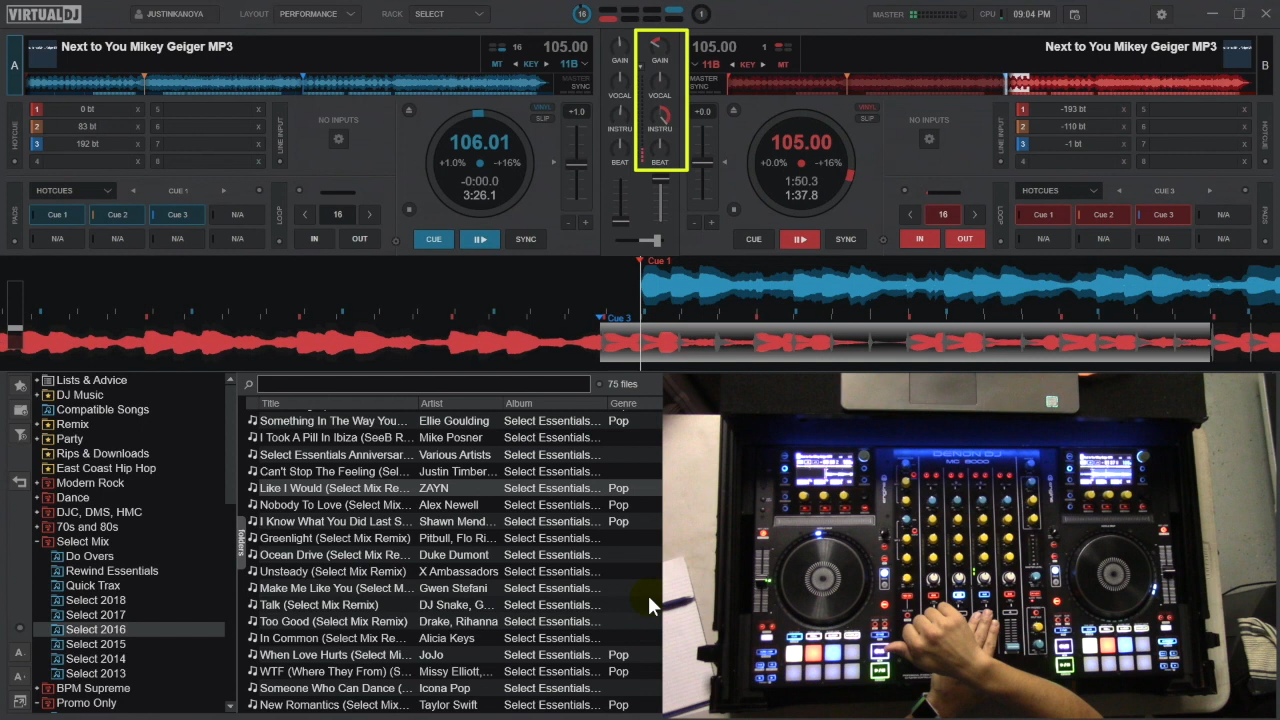 VIRTUALDJ
JUSTINKANOYA
LAYOUT PERFORMANCE
RACK SELECT
16
1
MASTER
CPU
09:04 PM
A
Next to You Mikey Geiger MP3
16 105.00
MT KEY 11B
MASTER
SYNC
GAIN GAIN
VOCAL VOCAL
INSTRU INSTRU
BEAT BEAT
105.00 1
11B KEY MT
MASTER
SYNC
Next to You Mikey Geiger MP3
B
HOTCUE
1 0 bt x 5 x
2 83 bt x 6 x
3 192 bt x 7 x
4 x 8 x
LINE INPUT
NO INPUTS
VINYL
SLIP
106.01
+1.0% -+16%
-0:00.0
3:26.1
+1.0
- +
+0.0
- +
VINYL
SLIP
105.00
+0.0% -+16%
1:50.3
1:37.8
NO INPUTS
LINE INPUT
1 -193 bt x 5 x
2 -110 bt x 6 x
3 -1 bt x 7 x
4 x 8 x
HOTCUE
PADS
HOTCUES CUE 1
Cue 1 Cue 2 Cue 3 N/A
N/A N/A N/A N/A
LOOP
16
IN OUT
CUE SYNC
CUE SYNC
16
IN OUT
LOOP
HOTCUES CUE 3
Cue 1 Cue 2 Cue 3 N/A
N/A N/A N/A N/A
PADS
Cue 1
Cue 3
Lists & Advice
DJ Music
Compatible Songs
Remix
Party
Rips & Downloads
East Coast Hip Hop
Modern Rock
Dance
DJC, DMS, HMC
70s and 80s
Select Mix
Do Overs
Rewind Essentials
Quick Trax
Select 2018
Select 2017
Select 2016
Select 2015
Select 2014
Select 2013
BPM Supreme
Promo Only
folders
75 files
Title Artist Album Genre
Something In The Way You... Ellie Goulding Select Essentials... Pop
I Took A Pill In Ibiza (SeeB R... Mike Posner Select Essentials...
Select Essentials Anniversar... Various Artists Select Essentials...
Can't Stop The Feeling (Sel... Justin Timber... Select Essentials...
Like I Would (Select Mix Re... ZAYN Select Essentials... Pop
Nobody To Love (Select Mix... Alex Newell Select Essentials... Pop
I Know What You Did Last S... Shawn Mend... Select Essentials... Pop
Greenlight (Select Mix Remix) Pitbull, Flo Ri... Select Essentials...
Ocean Drive (Select Mix Re... Duke Dumont Select Essentials...
Unsteady (Select Mix Remix) X Ambassadors Select Essentials...
Make Me Like You (Select M... Gwen Stefani Select Essentials...
Talk (Select Mix Remix) DJ Snake, G... Select Essentials...
Too Good (Select Mix Remix) Drake, Rihanna Select Essentials...
In Common (Select Mix Re... Alicia Keys Select Essentials...
When Love Hurts (Select Mi... JoJo Select Essentials... Pop
WTF (Where They From) (S... Missy Elliott,... Select Essentials... Pop
Someone Who Can Dance (... Icona Pop Select Essentials...
New Romantics (Select Mix... Taylor Swift Select Essentials... Pop
DENON DJ
MC 6000